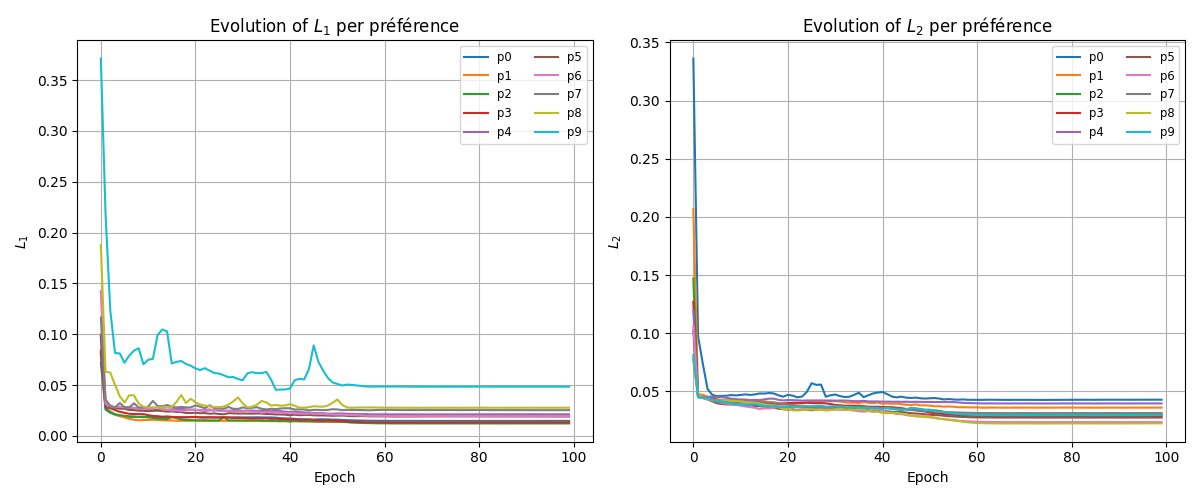 Evolution of L₁ per préférence
0.35
0.30
0.25
0.20
0.15
0.10
0.05
0.00
L₁
0 20 40 60 80 100
Epoch
p0 p5
p1 p6
p2 p7
p3 p8
p4 p9
Evolution of L₂ per préférence
0.35
0.30
0.25
0.20
0.15
0.10
0.05
L₂
0 20 40 60 80 100
Epoch
p0 p5
p1 p6
p2 p7
p3 p8
p4 p9